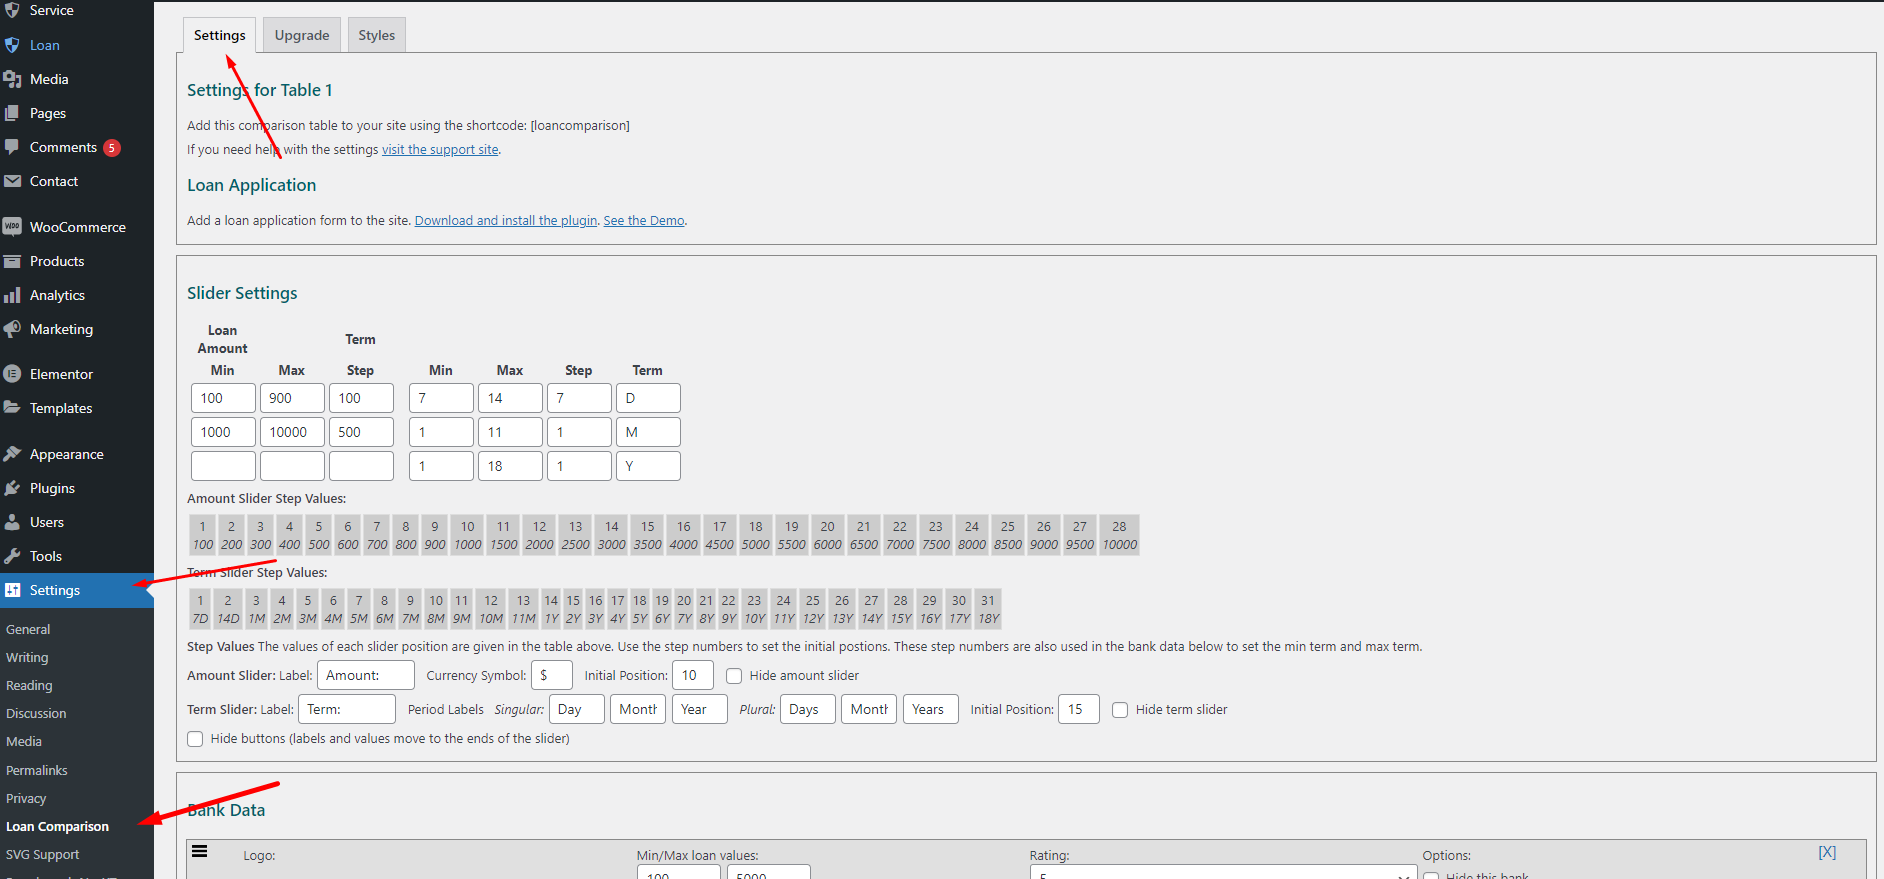 Service
Loan
Media
Pages
Comments 5
Contact
WooCommerce
Products
Analytics
Marketing
Elementor
Templates
Appearance
Plugins
Users
Tools
Settings
General
Writing
Reading
Discussion
Media
Permalinks
Privacy
Loan Comparison
SVG Support
Settings Upgrade Styles
Settings for Table 1
Add this comparison table to your site using the shortcode: [loancomparison]
If you need help with the settings visit the support site.
Loan Application
Add a loan application form to the site. Download and install the plugin. See the Demo.
Slider Settings
Loan Amount Term
Min Max Step Min Max Step Term
100 900 100 7 14 7 D
1000 10000 500 1 11 1 M
1 18 1 Y
Amount Slider Step Values:
1 2 3 4 5 6 7 8 9 10 11 12 13 14 15 16 17 18 19 20 21 22 23 24 25 26 27 28
100 200 300 400 500 600 700 800 900 1000 1500 2000 2500 3000 3500 4000 4500 5000 5500 6000 6500 7000 7500 8000 8500 9000 9500 10000
Term Slider Step Values:
1 2 3 4 5 6 7 8 9 10 11 12 13 14 15 16 17 18 19 20 21 22 23 24 25 26 27 28 29 30 31
7D 14D 1M 2M 3M 4M 5M 6M 7M 8M 9M 10M 11M 1Y 2Y 3Y 4Y 5Y 6Y 7Y 8Y 9Y 10Y 11Y 12Y 13Y 14Y 15Y 16Y 17Y 18Y
Step Values The values of each slider position are given in the table above. Use the step numbers to set the initial postions. These step numbers are also used in the bank data below to set the min term and max term.
Amount Slider: Label: Amount: Currency Symbol: $ Initial Position: 10 Hide amount slider
Term Slider: Label: Term: Period Labels Singular: Day Month Year Plural: Days Month Years Initial Position: 15 Hide term slider
Hide buttons (labels and values move to the ends of the slider)
Bank Data
Logo: Min/Max loan values: Rating: Options: [X]
100 5000 5 Hide this bank